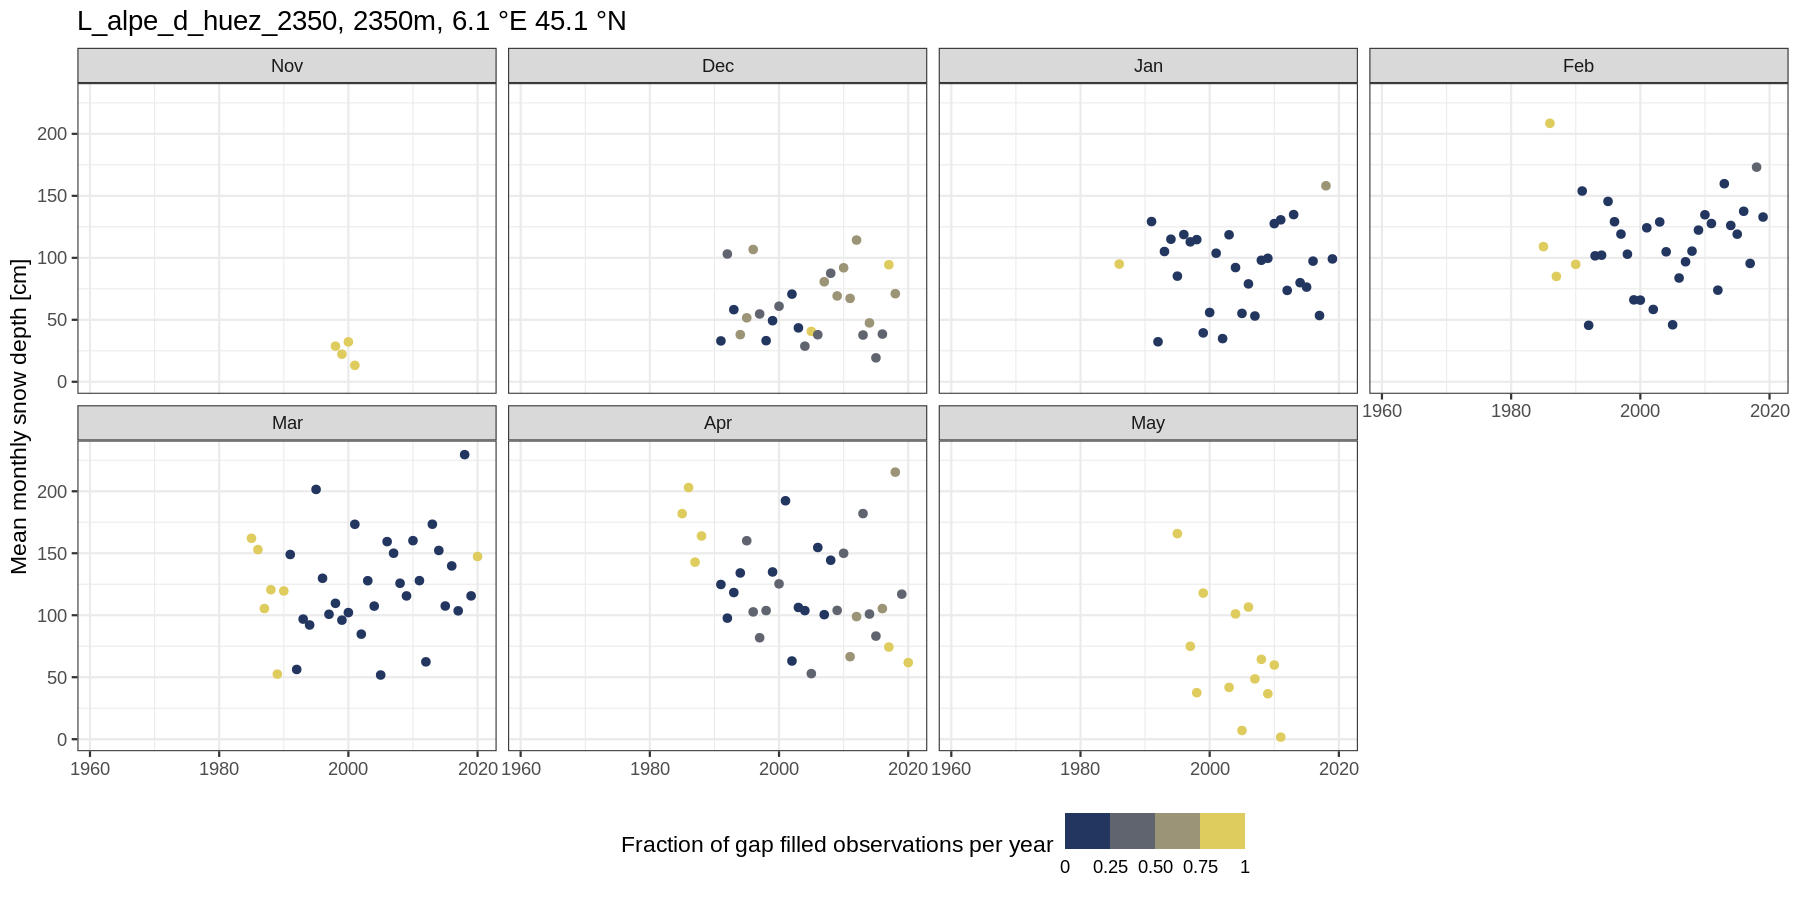 L_alpe_d_huez_2350, 2350m, 6.1 °E 45.1 °N
Nov
Dec
Jan
Feb
Mean monthly snow depth [cm]
200
150
100
50
0
1960 1980 2000 2020
Mar
Apr
May
200
150
100
50
0
1960 1980 2000 2020
1960 1980 2000 2020
1960 1980 2000 2020
Fraction of gap filled observations per year
0 0.25 0.50 0.75 1